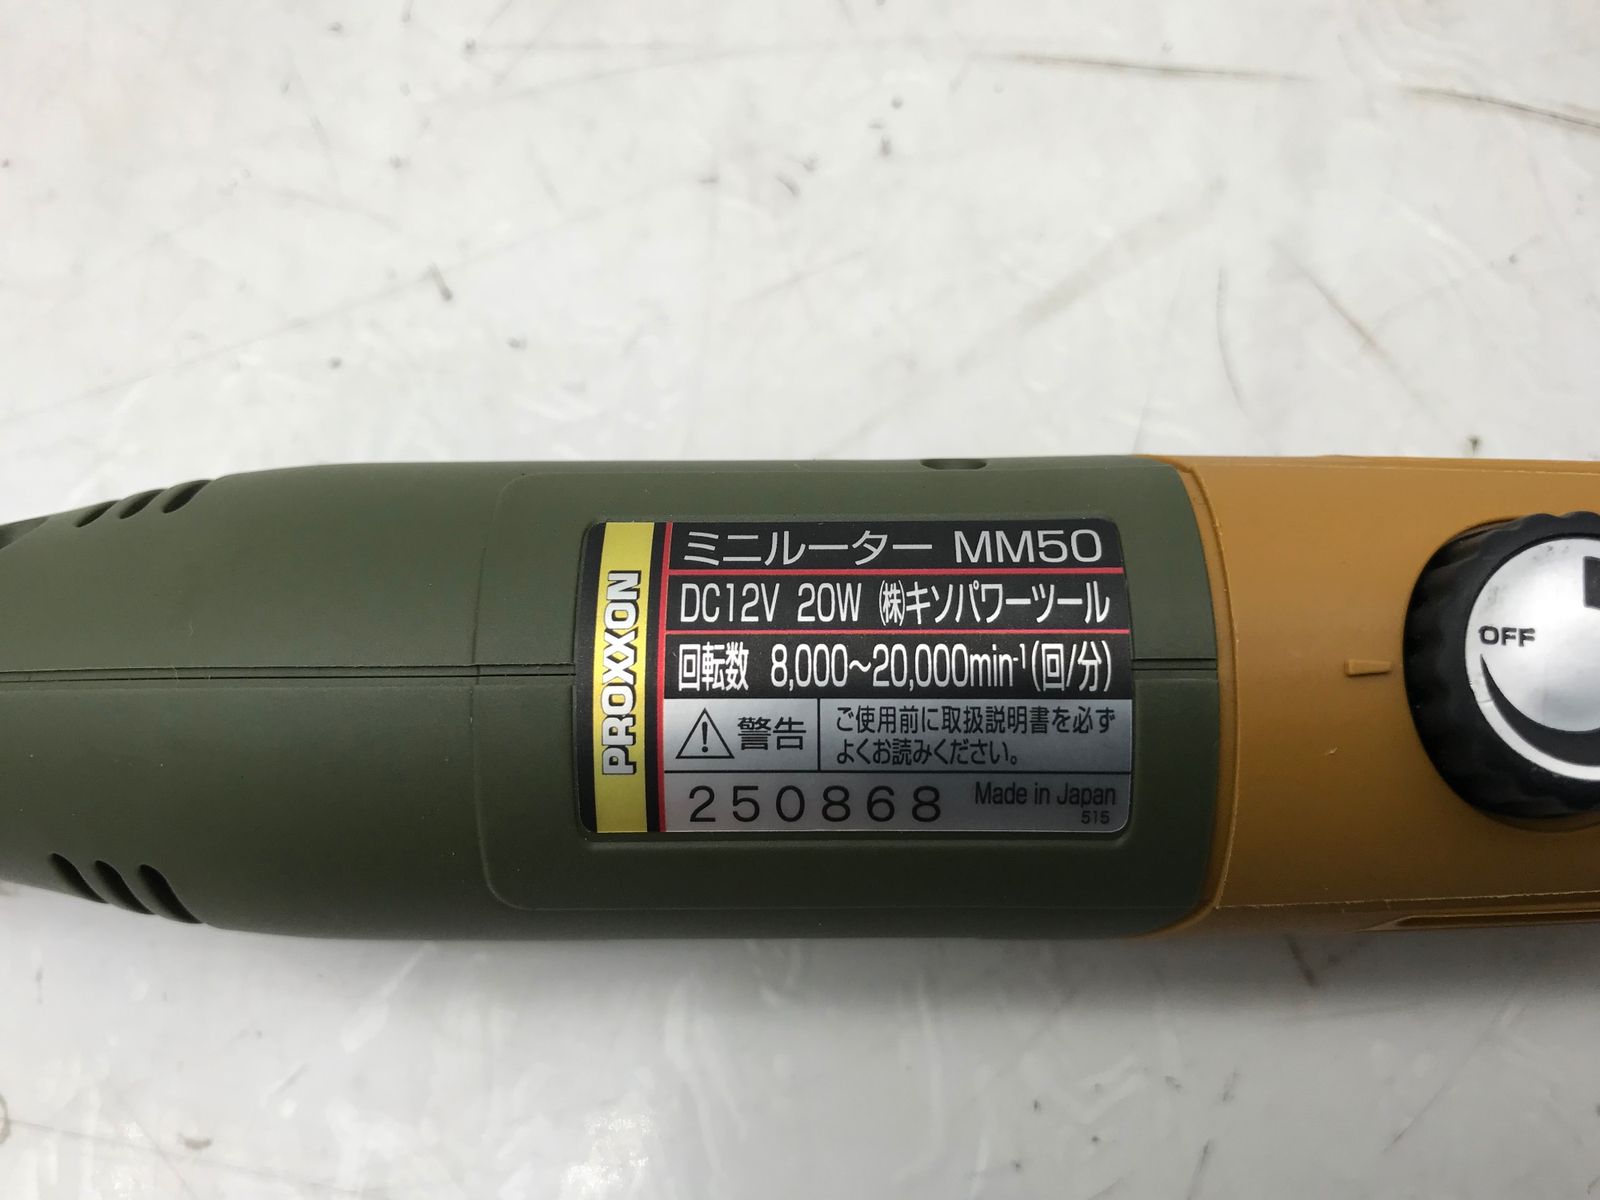 PROXXON
ミニルーター MM50
DC12V 20W ㈱キソパワーツール
回転数 8,000～20,000min⁻¹(回/分)
警告
ご使用前に取扱説明書を必ず
よくお読みください。
250868
Made in Japan
515
OFF